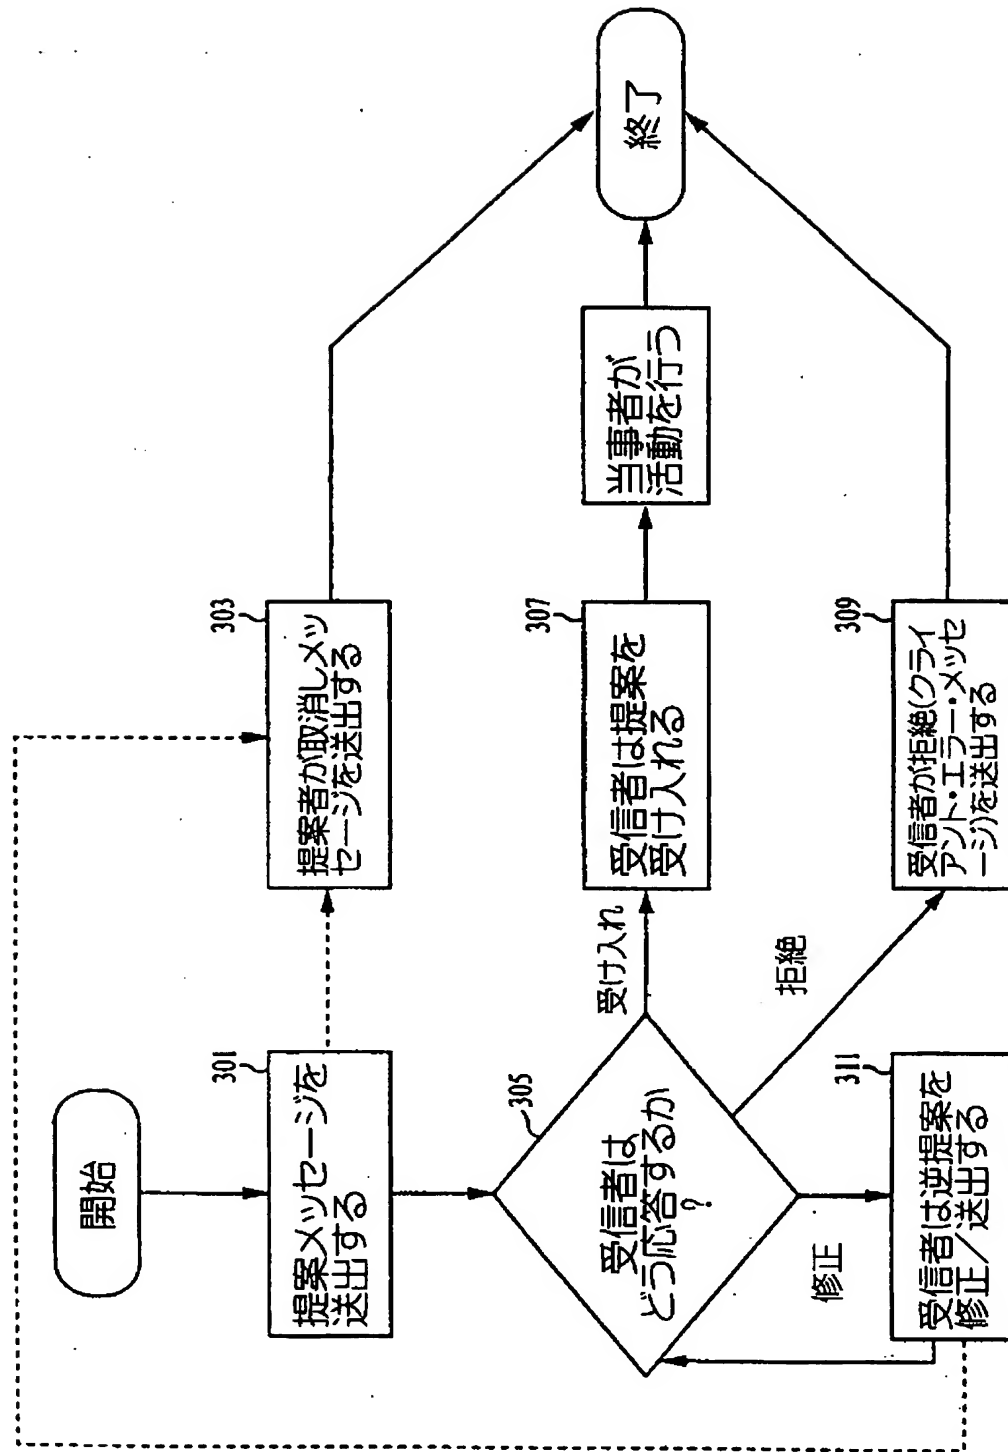 開始
301
提案メッセージを
送出する
303
提案者が取消しメッ
セージを送出する
305
受信者は
どう応答するか
?
受け入れ
307
受信者は提案を
受け入れる
当事者が
活動を行う
終了
拒絶
309
受信者が拒絶(クライ
アント・エラー・メッセ
ージ)を送出する
修正
311
受信者は逆提案を
修正/送出する